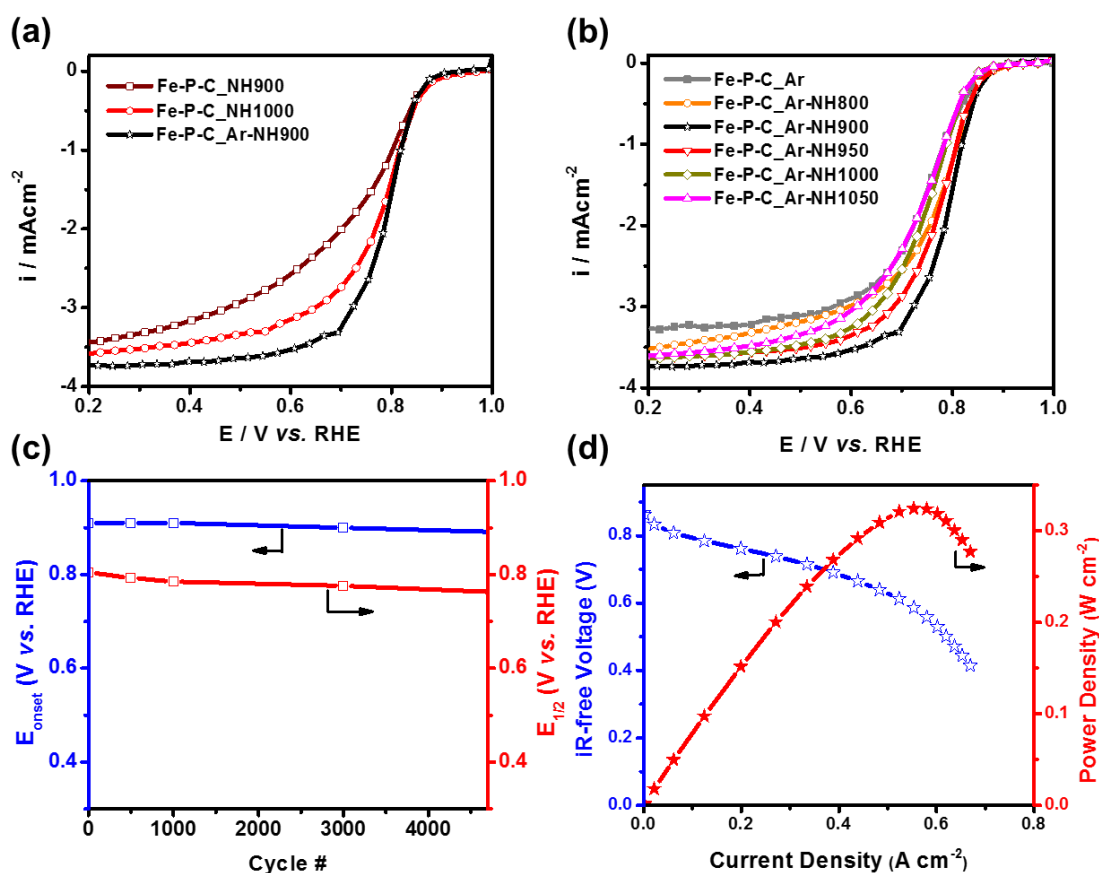 (a)
Fe-P-C_NH900
Fe-P-C_NH1000
Fe-P-C_Ar-NH900
0
-1
-2
-3
-4
i / mAcm-2
0.2 0.4 0.6 0.8 1.0
E / V vs. RHE
(b)
Fe-P-C_Ar
Fe-P-C_Ar-NH800
Fe-P-C_Ar-NH900
Fe-P-C_Ar-NH950
Fe-P-C_Ar-NH1000
Fe-P-C_Ar-NH1050
0
-1
-2
-3
-4
i / mAcm-2
0.2 0.4 0.6 0.8 1.0
E / V vs. RHE
(c)
1.0
0.8
0.6
0.4
Eonset (V vs. RHE)
1.0
0.8
0.6
0.4
E1/2 (V vs. RHE)
0 1000 2000 3000 4000
Cycle #
(d)
0.8
0.6
0.4
0.2
0.0
iR-free Voltage (V)
0.3
0.2
0.1
0.0
Power Density (W cm-2)
0.0 0.2 0.4 0.6 0.8
Current Density (A cm-2)